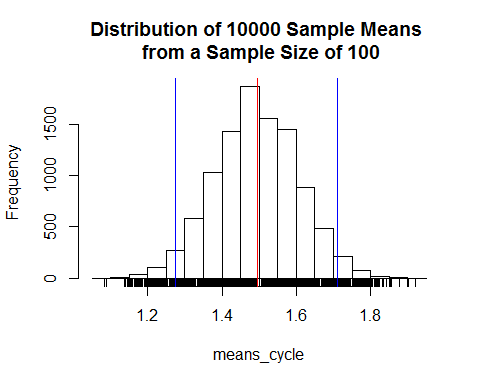 Distribution of 10000 Sample Means
from a Sample Size of 100
Frequency
1500
1000
500
0
1.2 1.4 1.6 1.8
means_cycle